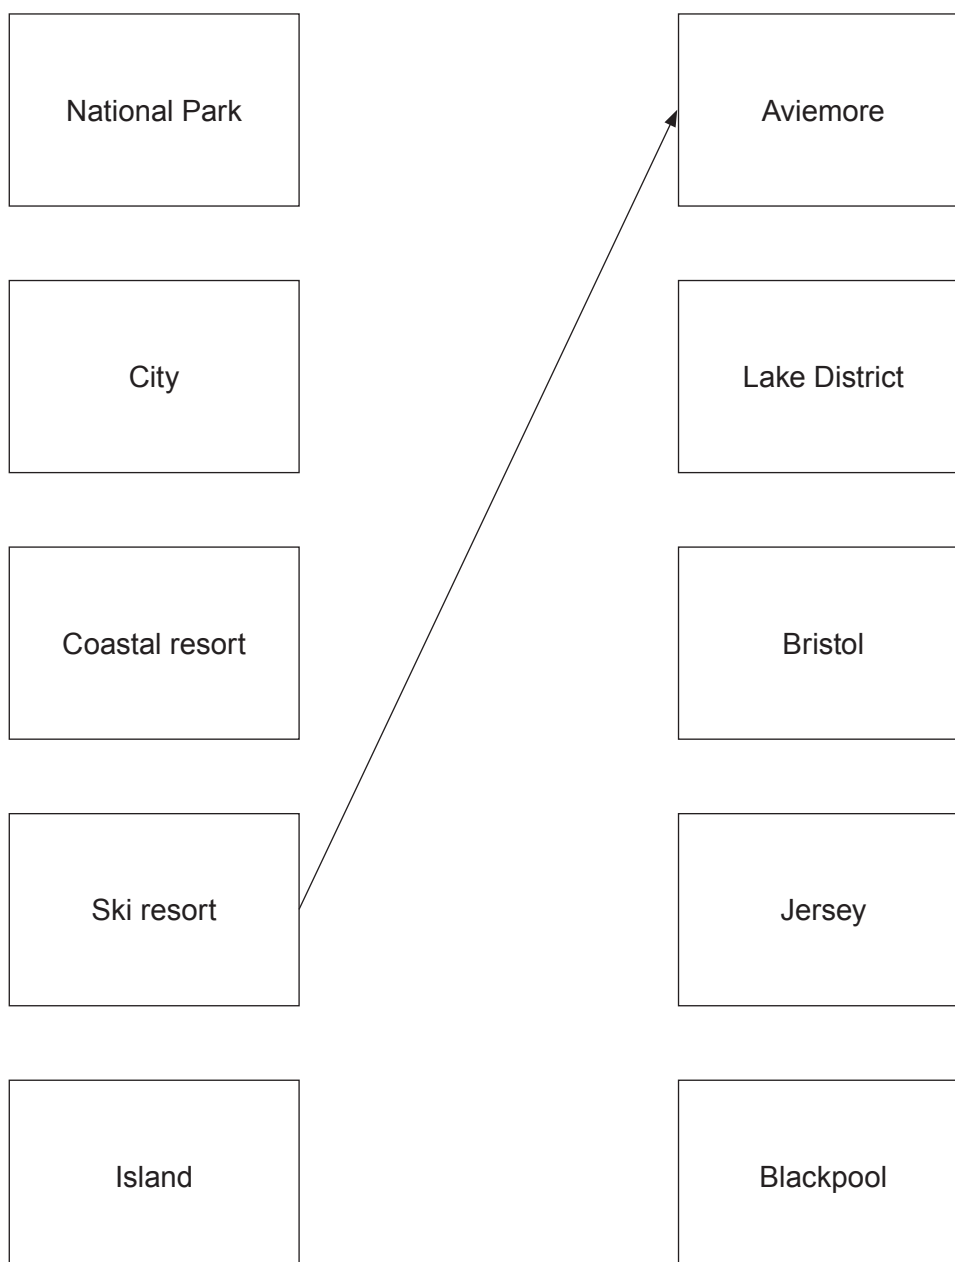 National Park
Aviemore
City
Lake District
Coastal resort
Bristol
Ski resort
Jersey
Island
Blackpool